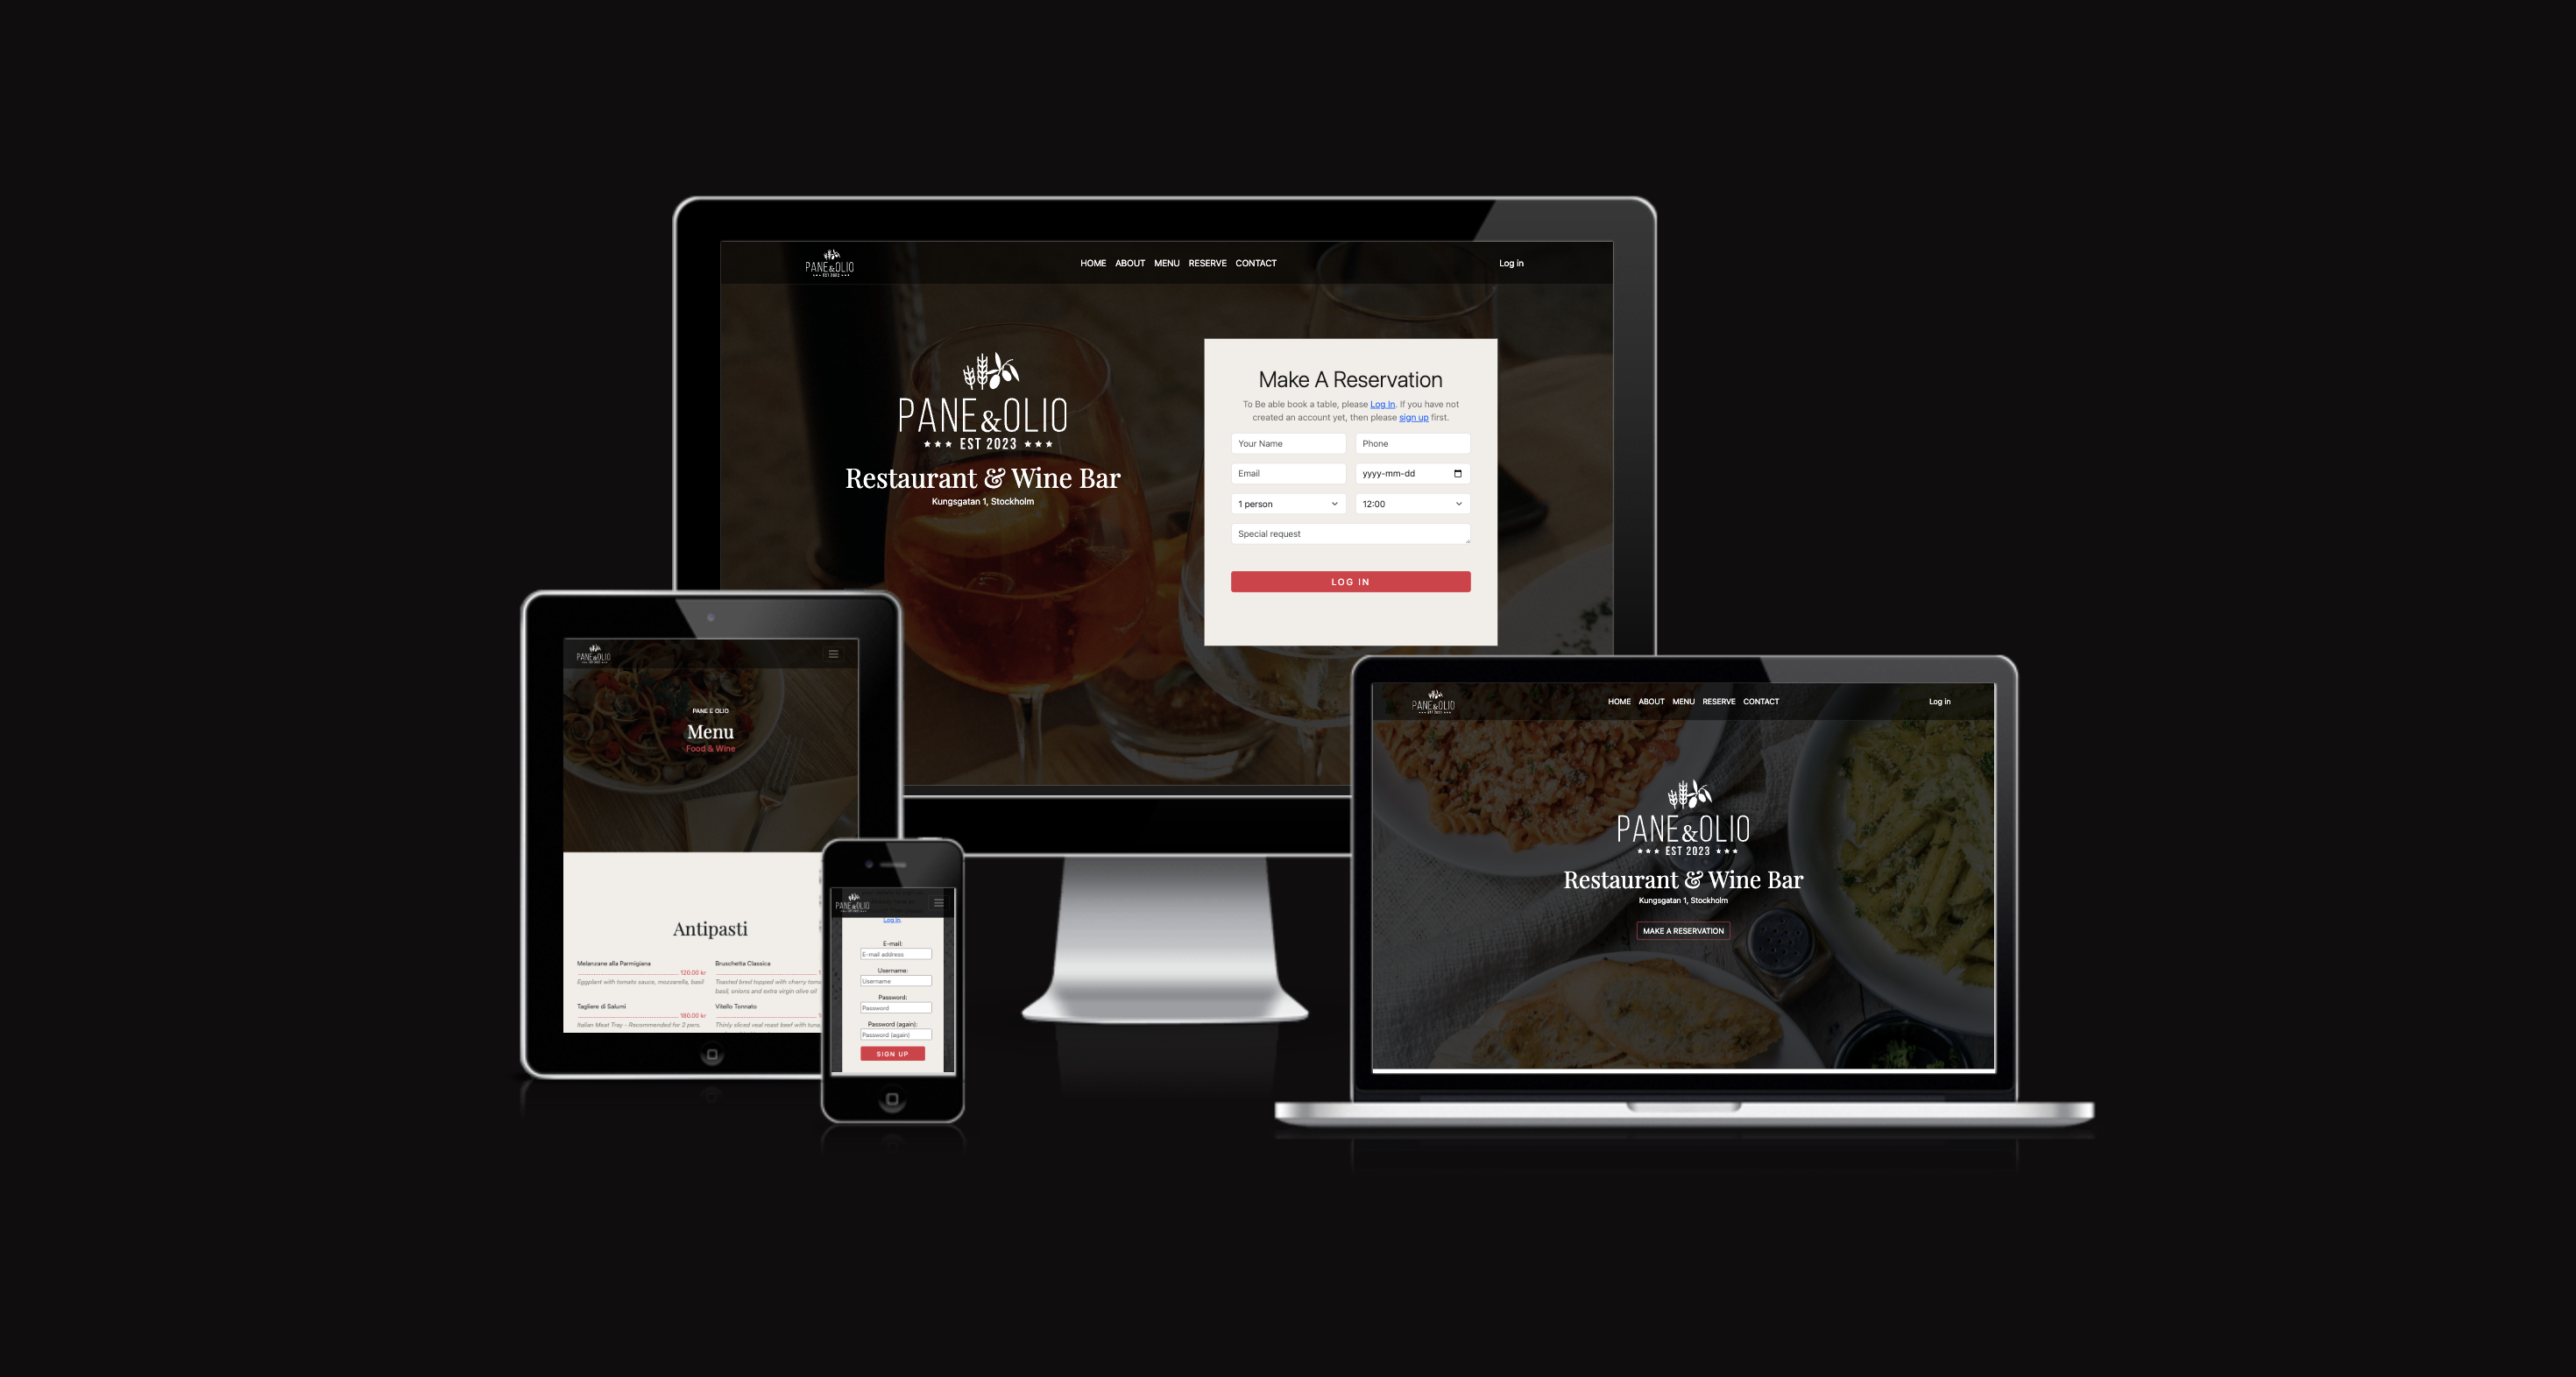 PANE&OLIO
EST 2023
HOME ABOUT MENU RESERVE CONTACT
Log in
PANE&OLIO
EST 2023
Restaurant & Wine Bar
Kungsgatan 1, Stockholm
Make A Reservation
To Be able book a table, please Log In. If you have not
created an account yet, then please sign up first.
Your Name
Phone
Email
yyyy-mm-dd
1 person
12:00
Special request
LOG IN
PANE&OLIO
PANE E OLIO
Menu
Food & Wine
Antipasti
Melanzane alla Parmigiana
120.00 kr
Eggplant with tomato sauce, mozzarella, basil
Bruschetta Classica
Toasted bred topped with cherry
basil, onions and extra virgin olive oil
Tagliere di Salumi
180.00 kr
Italian Meat Tray - Recommended for 2 pers.
Vitello Tonnato
Thinly sliced veal roast beef with tuna
PANE&OLIO
Log In
E-mail:
E-mail address
Username:
Username
Password:
Password
Password (again):
Password (again)
SIGN UP
PANE&OLIO
EST 2023
HOME ABOUT MENU RESERVE CONTACT
Log in
PANE&OLIO
EST 2023
Restaurant & Wine Bar
Kungsgatan 1, Stockholm
MAKE A RESERVATION